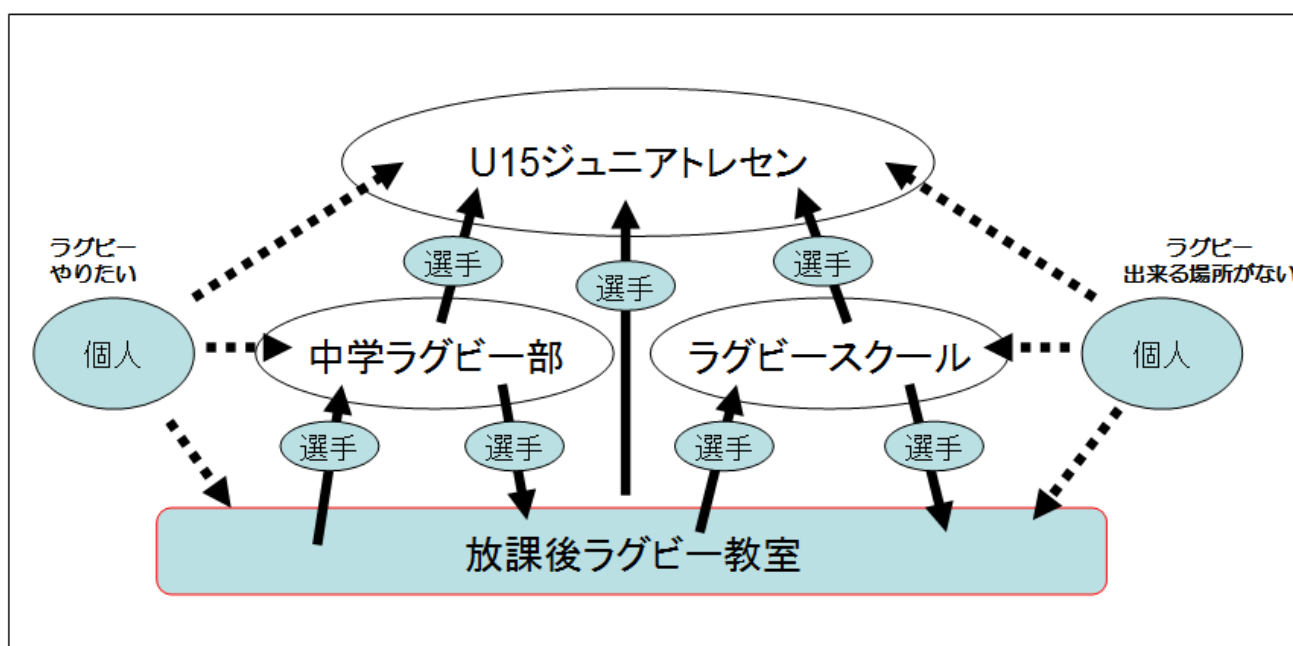 U15ジュニアトレセン
ラグビー
やりたい
ラグビー
出来る場所がない
選手
選手
選手
個人
中学ラグビー部
ラグビースクール
個人
選手
選手
選手
選手
放課後ラグビー教室